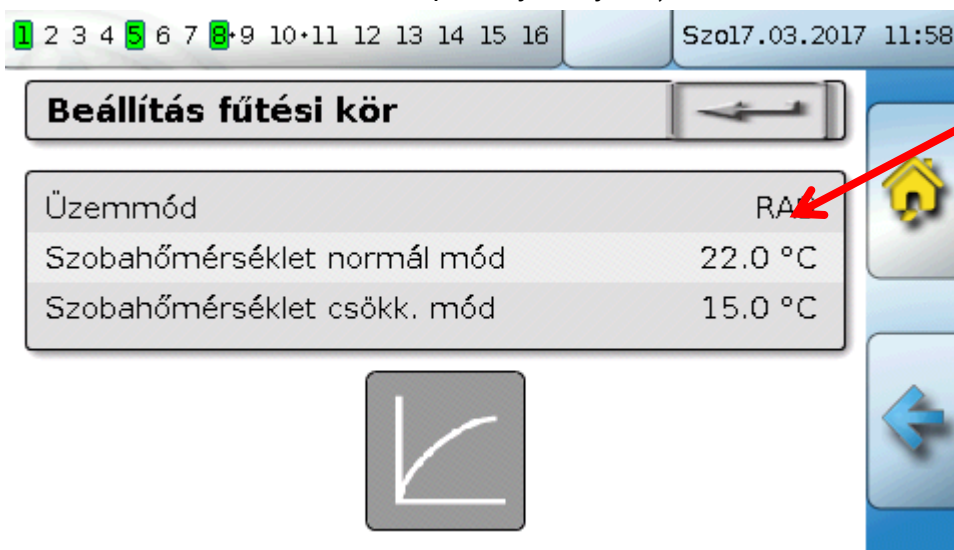 1 2 3 4 5 6 7 8·9 10·11 12 13 14 15 16 Szo17.03.2017 11:58
Beállítás fűtési kör
Üzemmód
Szobahőmérséklet normál mód 22.0 °C
Szobahőmérséklet csökk. mód 15.0 °C